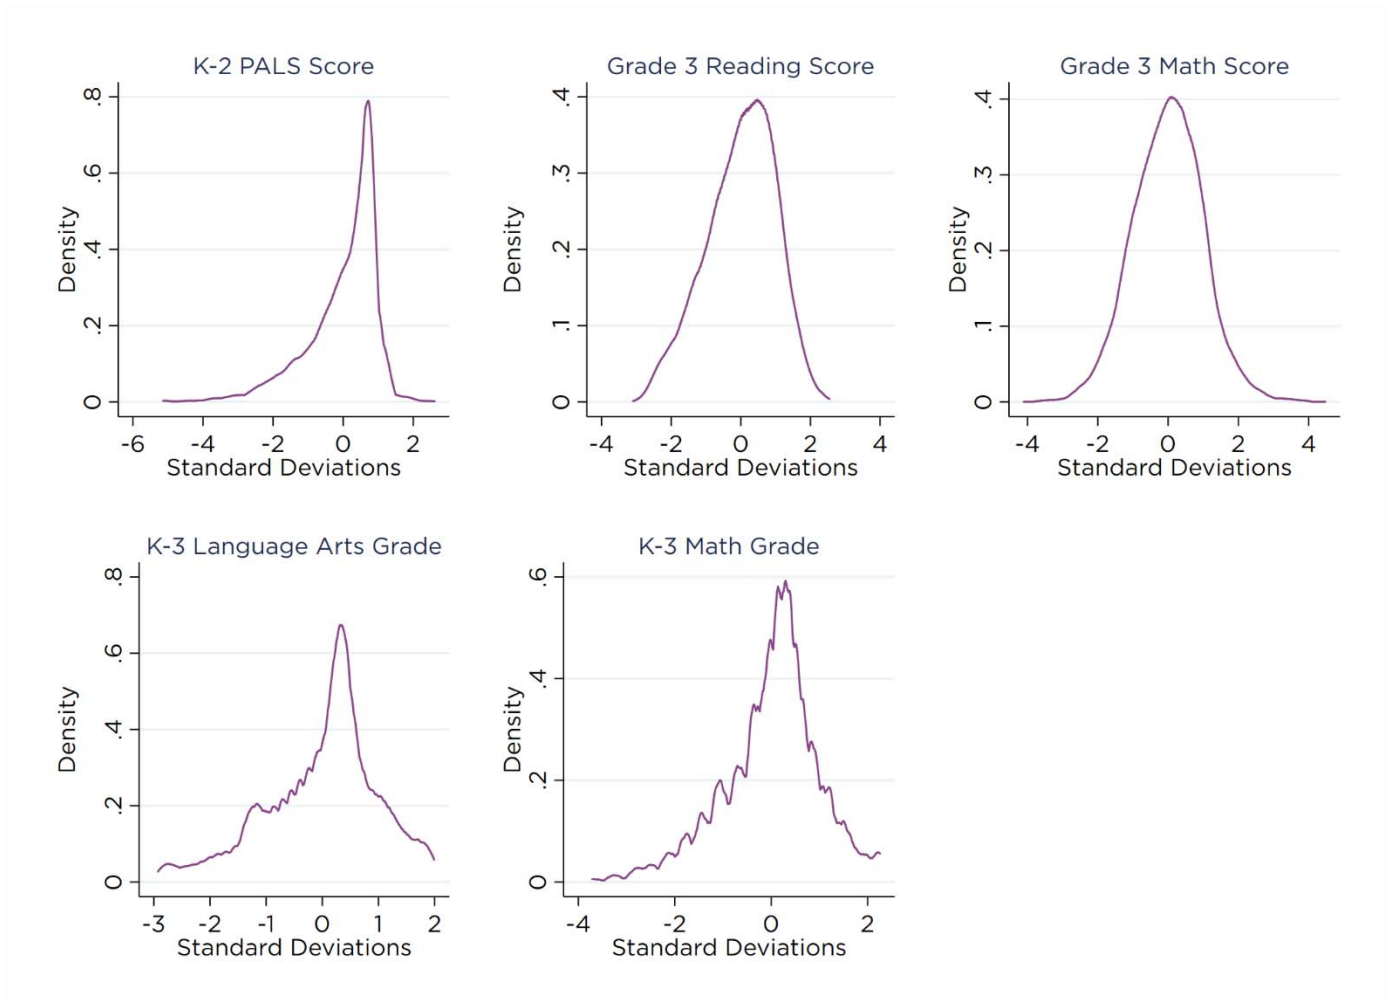 K-2 PALS Score
Grade 3 Reading Score
Grade 3 Math Score
Density
.8
.6
.4
.2
0
-6 -4 -2 0 2
Standard Deviations
Density
.4
.3
.2
.1
0
-4 -2 0 2 4
Standard Deviations
Density
.4
.3
.2
.1
0
-4 -2 0 2 4
Standard Deviations
K-3 Language Arts Grade
K-3 Math Grade
Density
.8
.6
.4
.2
0
-3 -2 -1 0 1 2
Standard Deviations
Density
.6
.4
.2
0
-4 -2 0 2
Standard Deviations